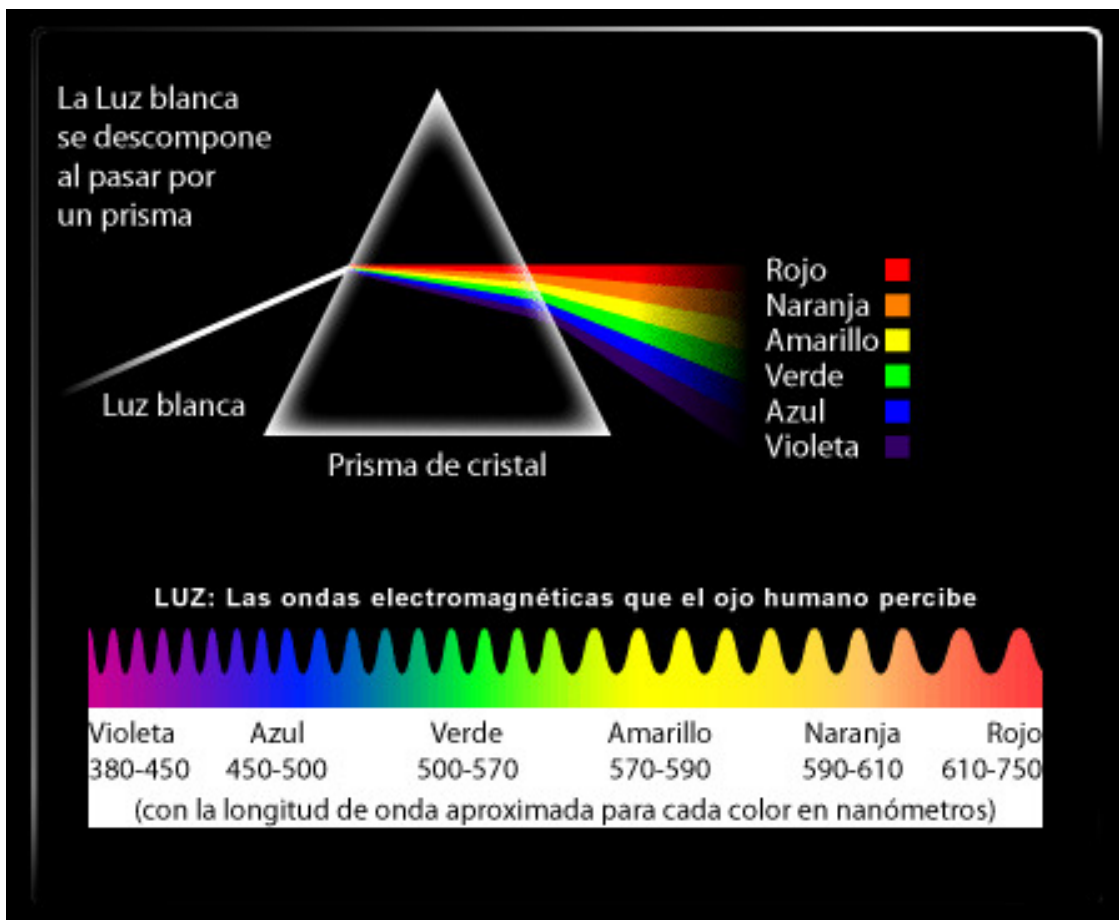 La Luz blanca
se descompone
al pasar por
un prisma
Luz blanca
Prisma de cristal
Rojo
Naranja
Amarillo
Verde
Azul
Violeta
LUZ: Las ondas electromagnéticas que el ojo humano percibe
Violeta Azul Verde Amarillo Naranja Rojo
380-450 450-500 500-570 570-590 590-610 610-750
(con la longitud de onda aproximada para cada color en nanómetros)